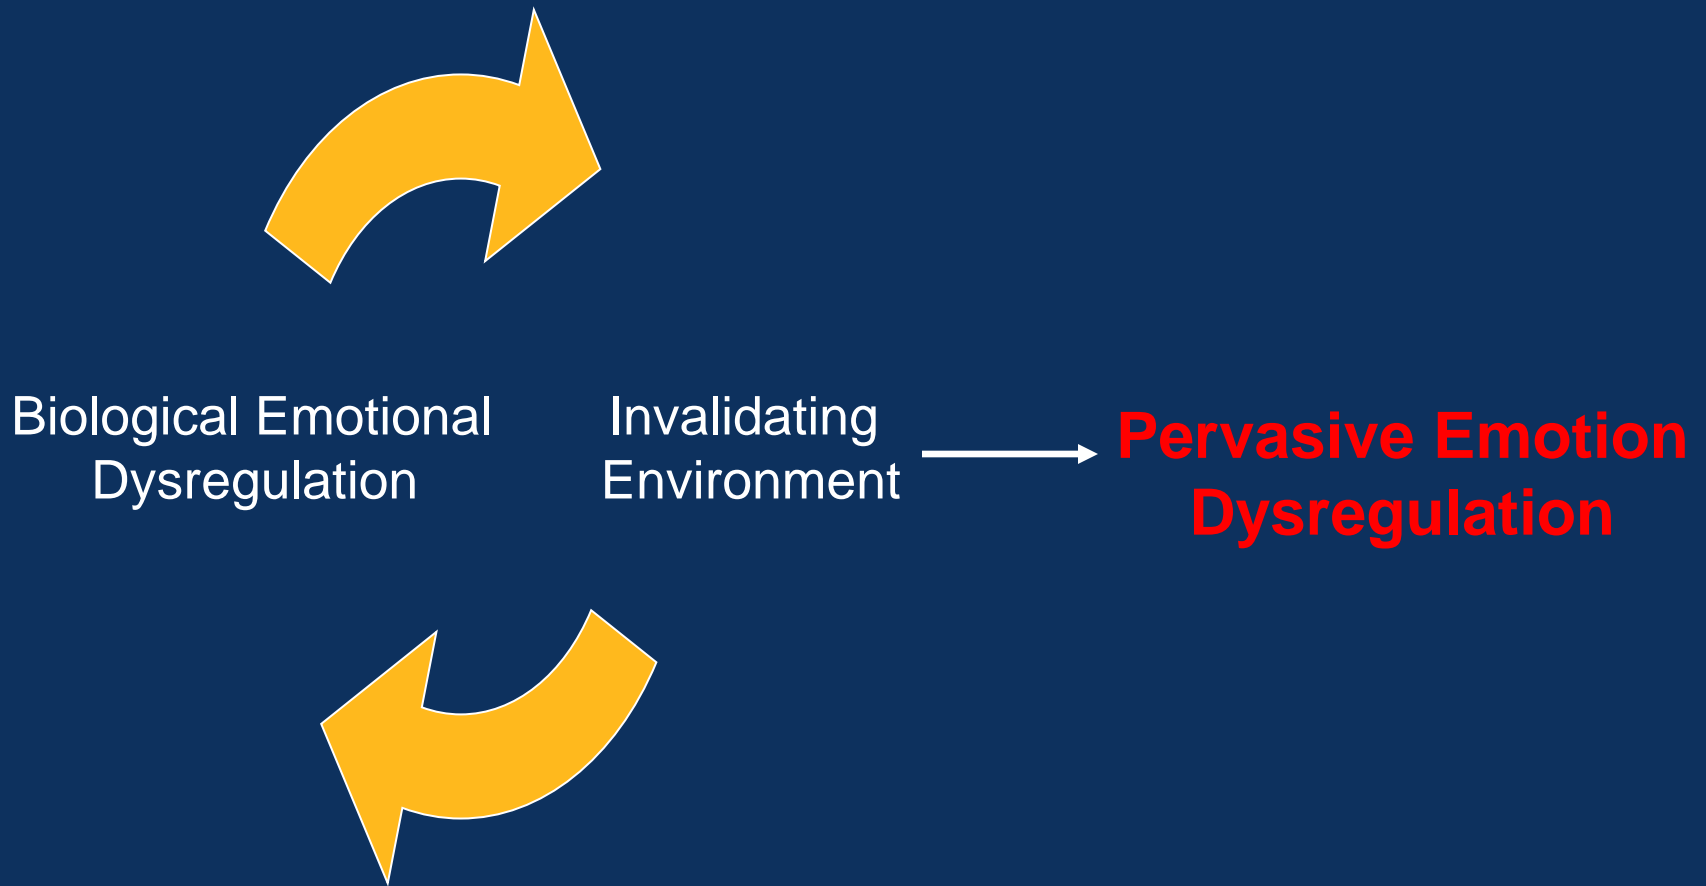 Biological Emotional
Dysregulation
Invalidating
Environment
Pervasive Emotion
Dysregulation